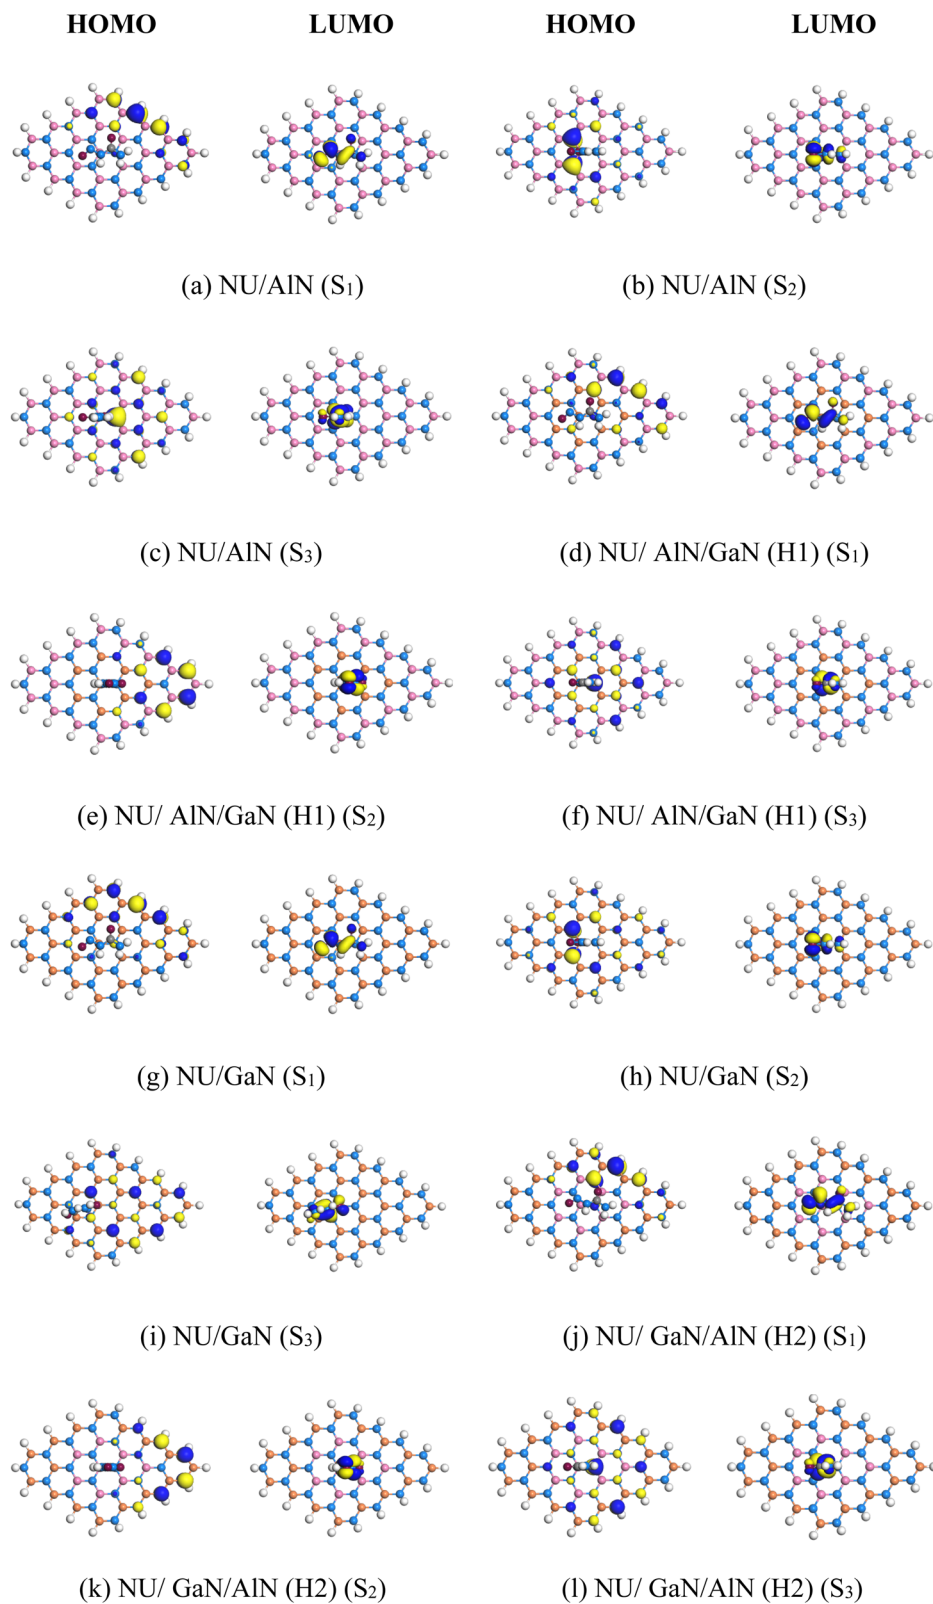 HOMO LUMO HOMO LUMO
(a) NU/AlN (S₁) (b) NU/AlN (S₂)
(c) NU/AlN (S₃) (d) NU/ AlN/GaN (H1) (S₁)
(e) NU/ AlN/GaN (H1) (S₂) (f) NU/ AlN/GaN (H1) (S₃)
(g) NU/GaN (S₁) (h) NU/GaN (S₂)
(i) NU/GaN (S₃) (j) NU/ GaN/AlN (H2) (S₁)
(k) NU/ GaN/AlN (H2) (S₂) (l) NU/ GaN/AlN (H2) (S₃)